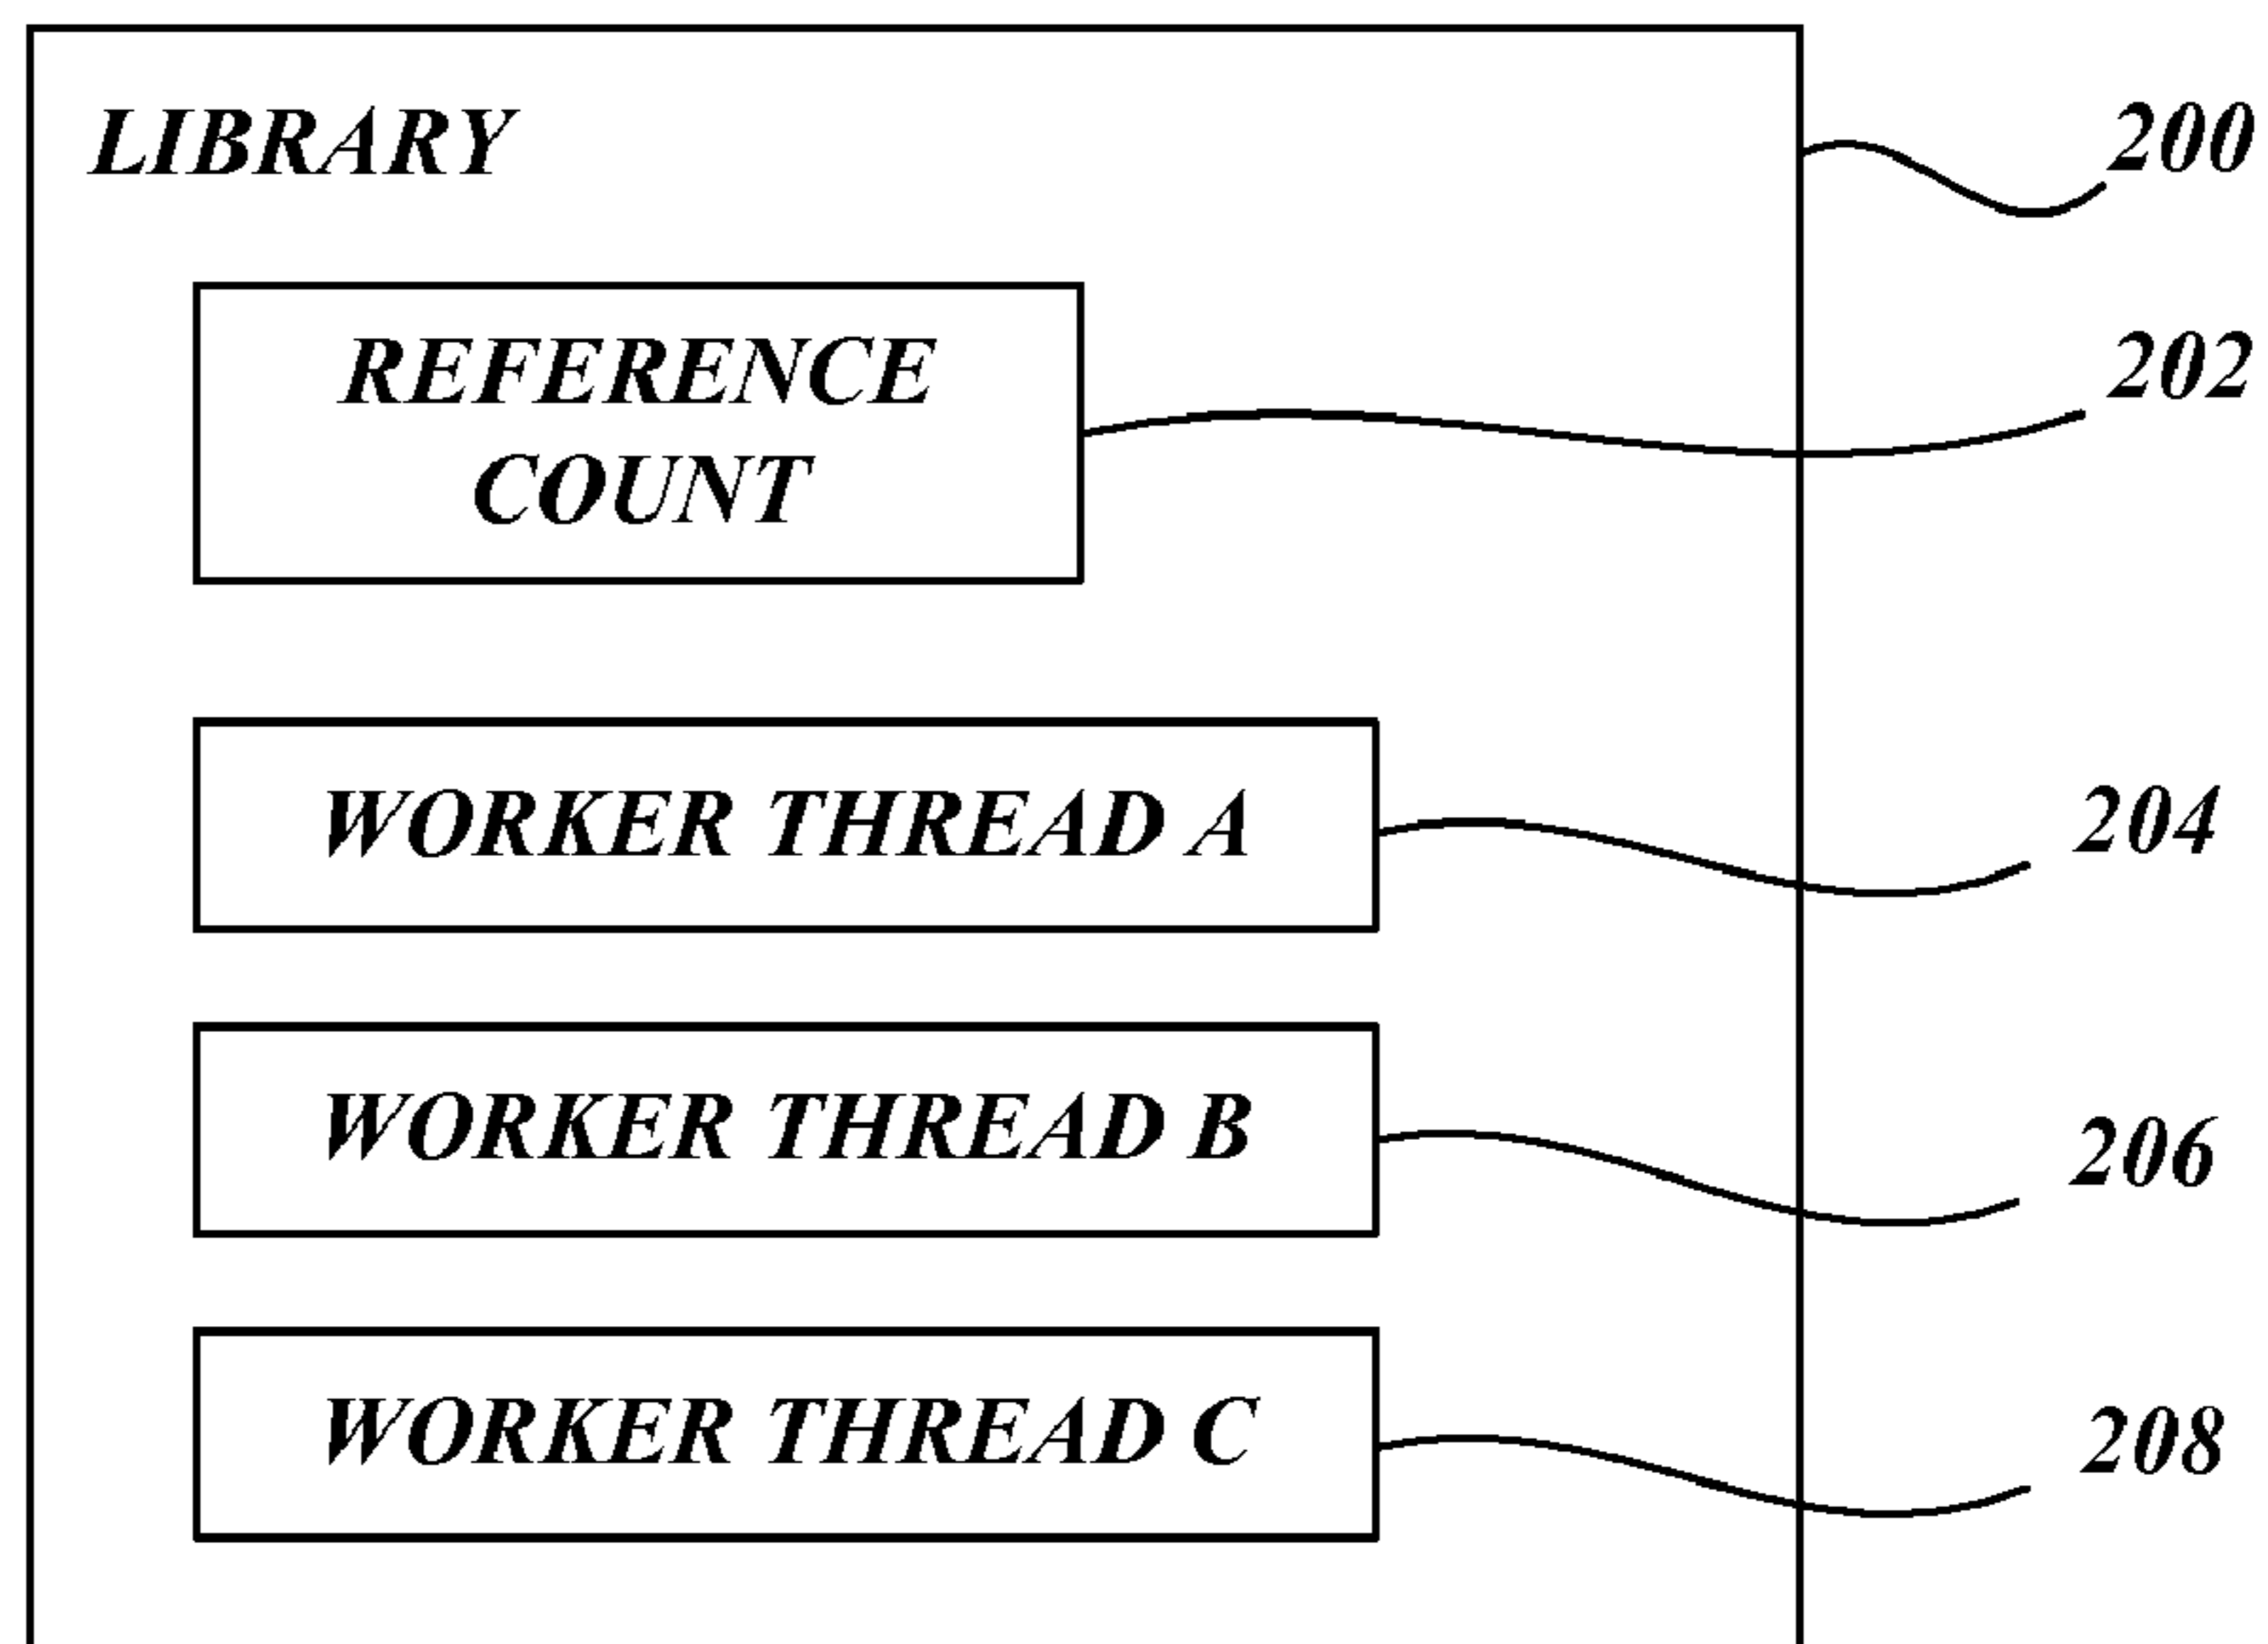 LIBRARY
200
REFERENCE
COUNT
202
WORKER THREAD A
204
WORKER THREAD B
206
WORKER THREAD C
208